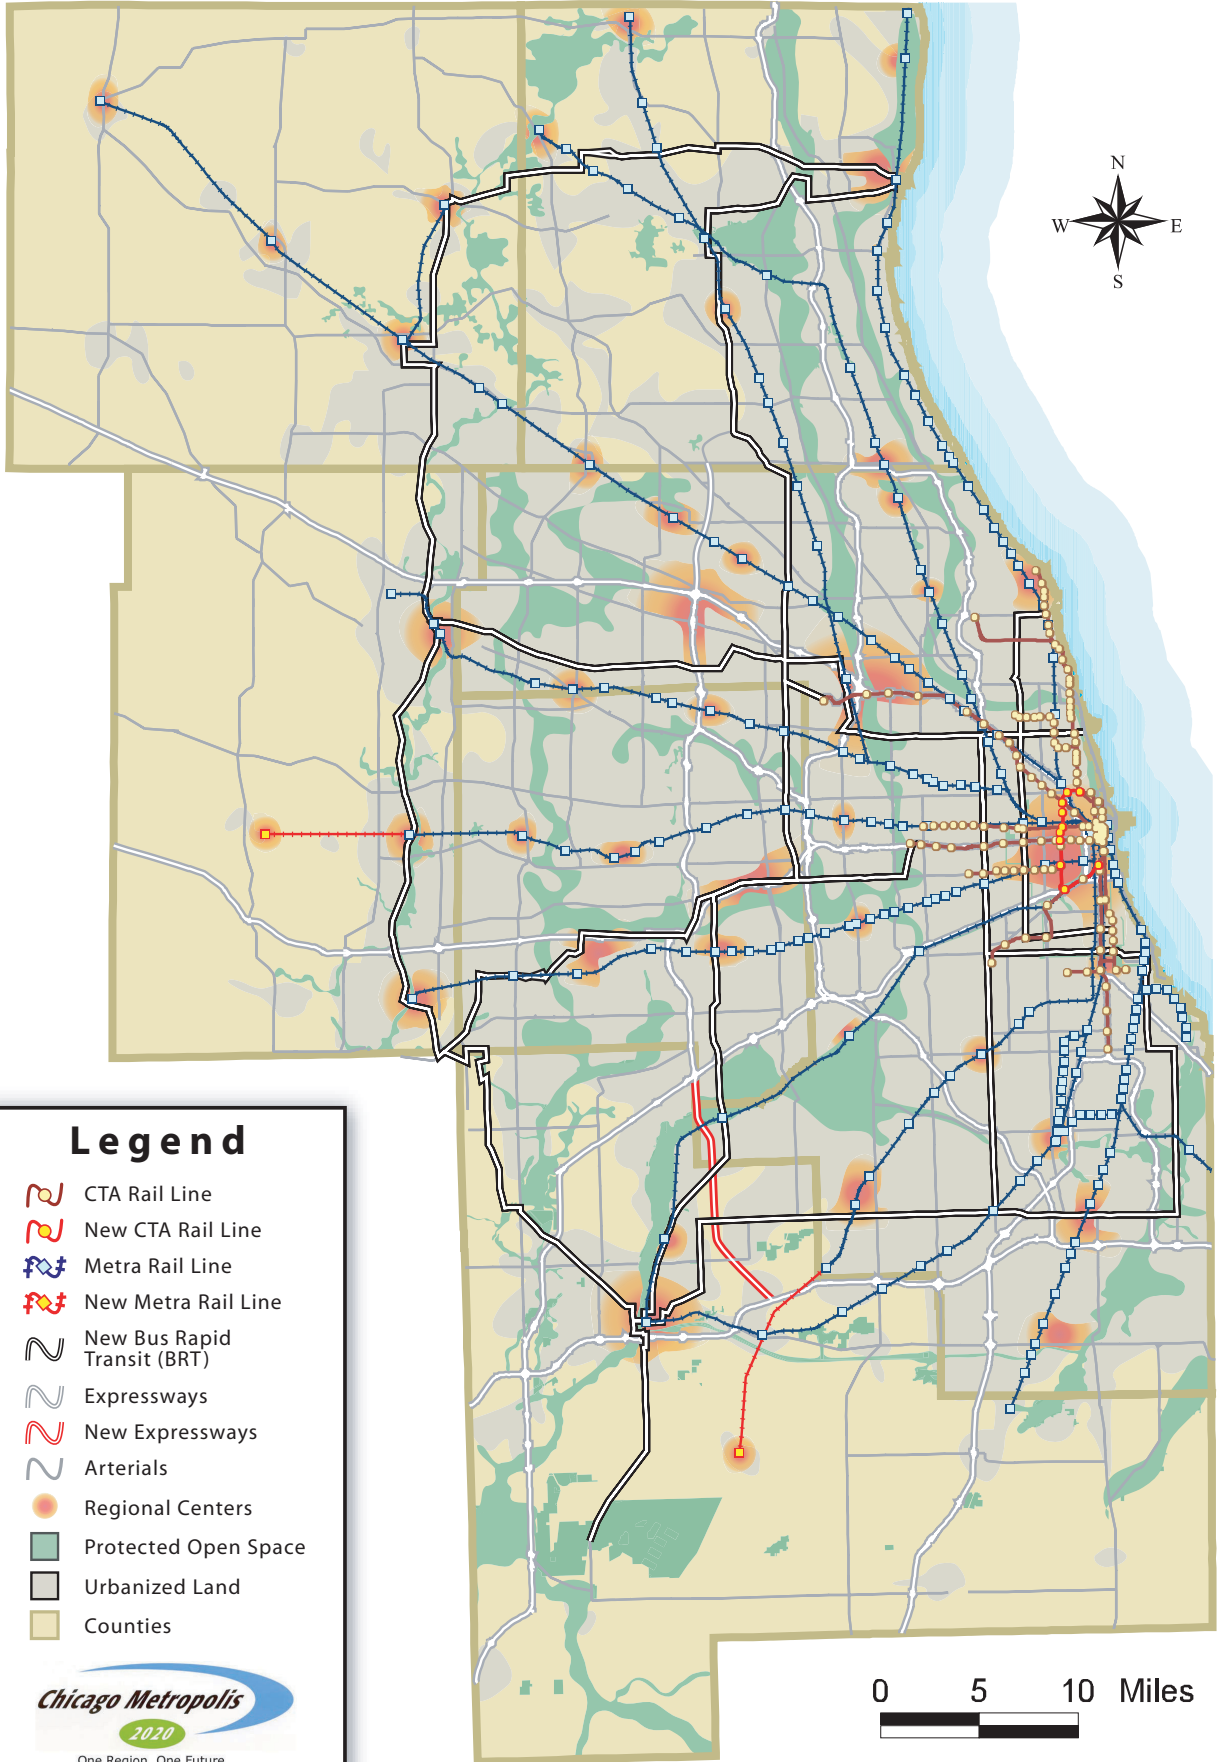 N
W
E
S
Legend
CTA Rail Line
New CTA Rail Line
Metra Rail Line
New Metra Rail Line
New Bus Rapid
Transit (BRT)
Expressways
New Expressways
Arterials
Regional Centers
Protected Open Space
Urbanized Land
Counties
Chicago Metropolis
2020
One Region, One Future
0 5 10 Miles